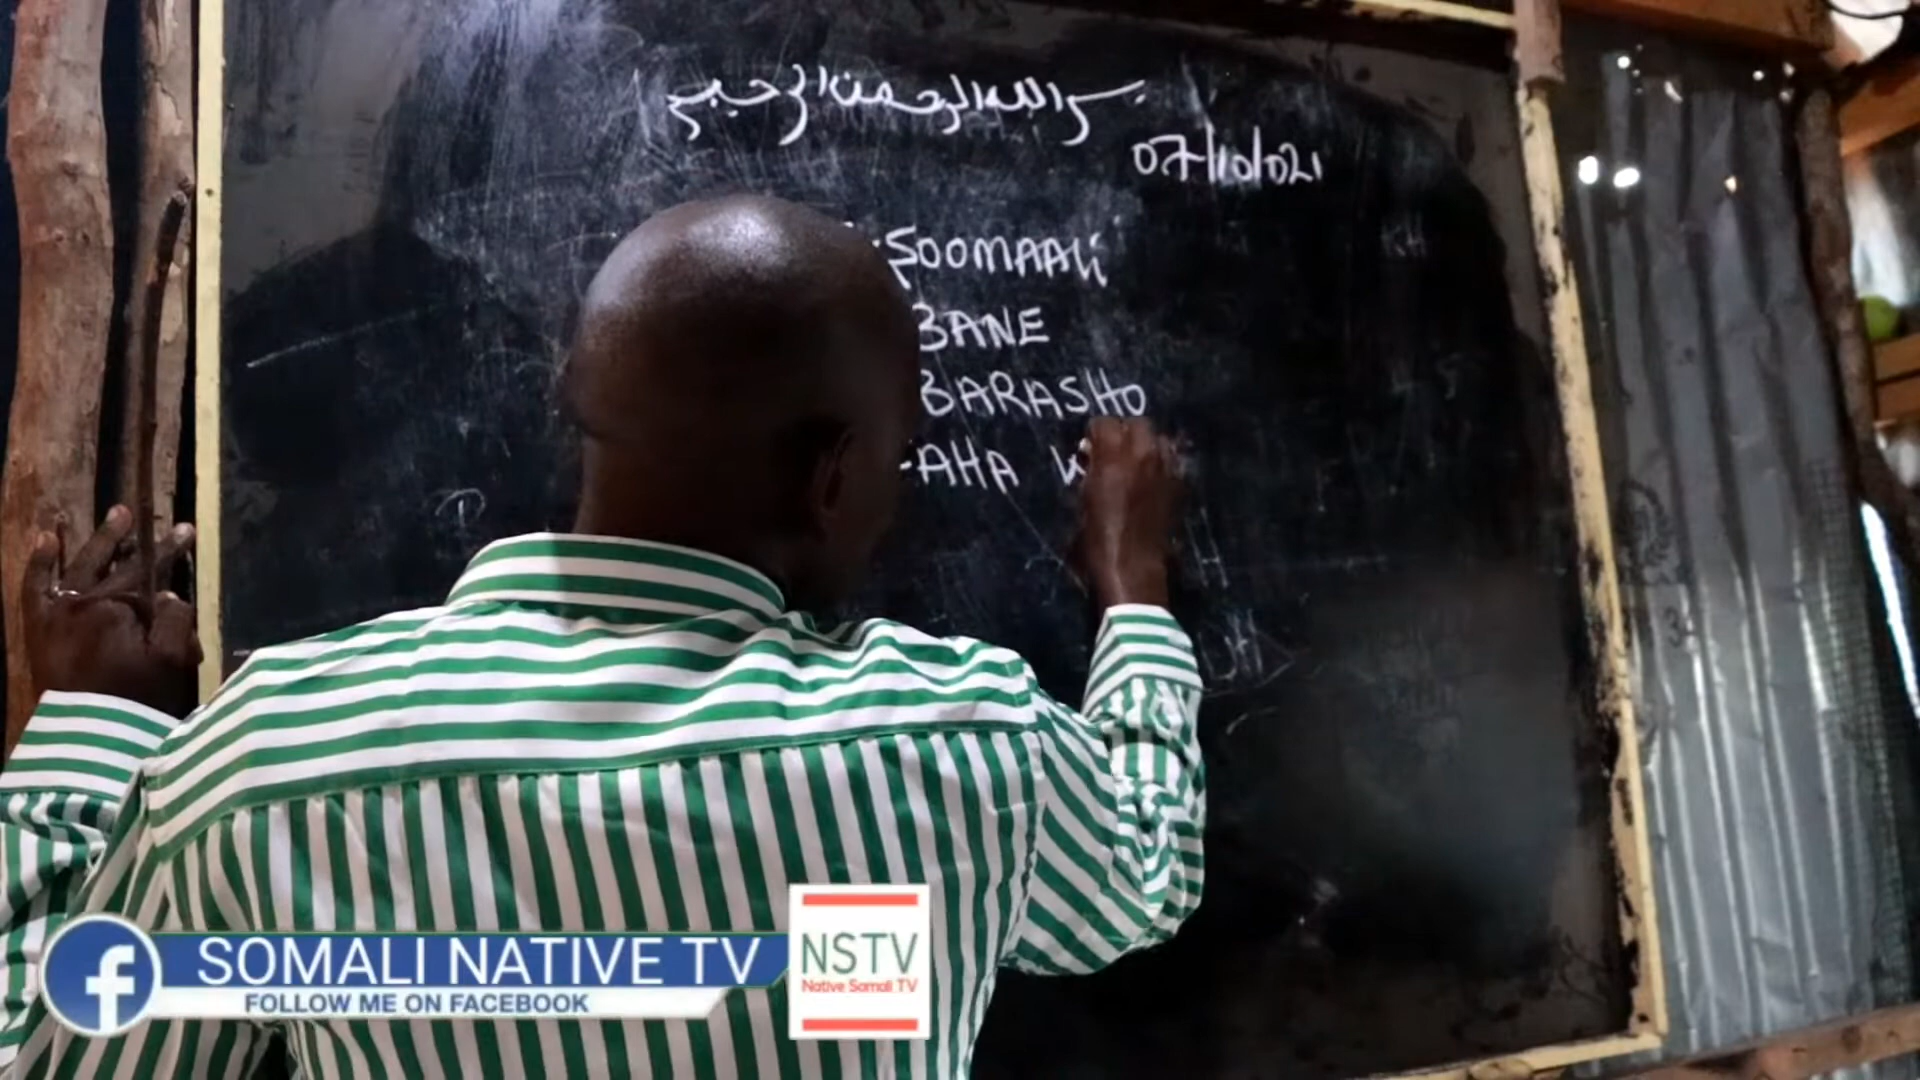 بسم الله الرحمن الرحيم
07/10/021
SOOMAALi
BANE
BARASHO
-AHA
SOMALI NATIVE TV
FOLLOW ME ON FACEBOOK
NSTV
Native Somali TV